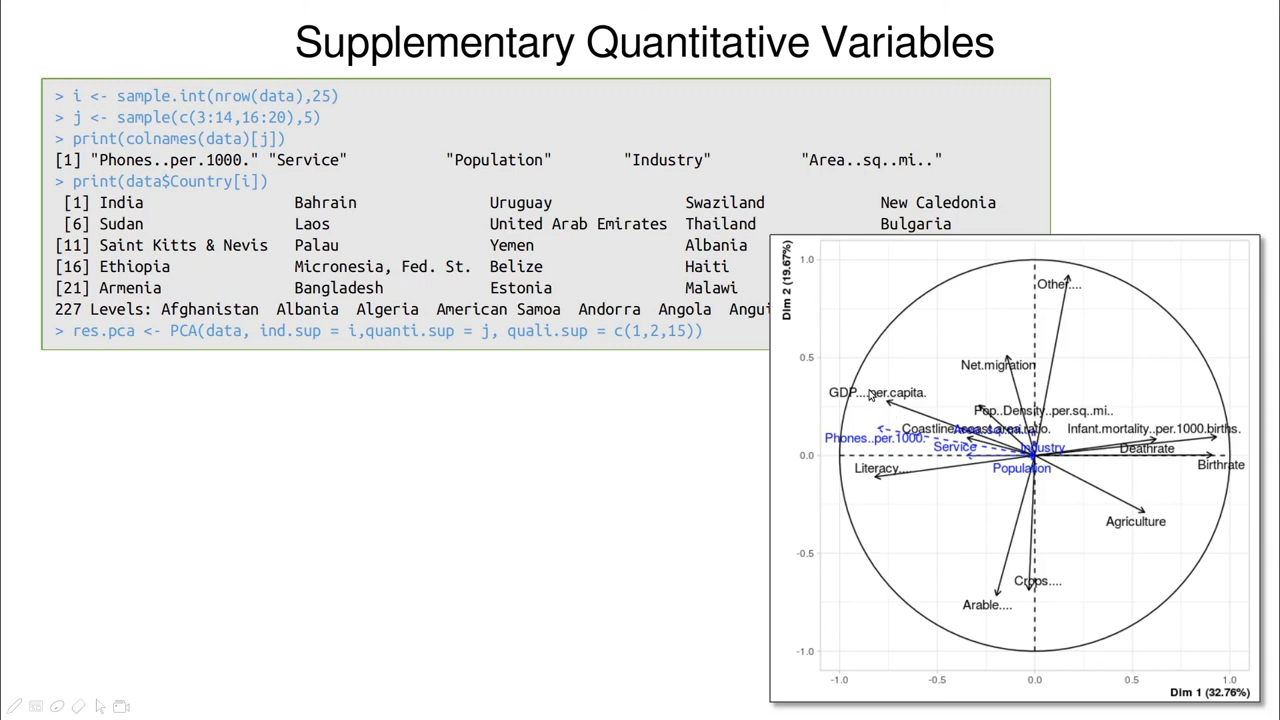 Supplementary Quantitative Variables
> i <- sample.int(nrow(data),25)
> j <- sample(c(3:14,16:20),5)
> print(colnames(data)[j])
[1] "Phones..per.1000." "Service" "Population" "Industry" "Area..sq..mi.."
> print(data$Country[i])
[1] India Bahrain Uruguay Swaziland New Caledonia
[6] Sudan Laos United Arab Emirates Thailand Bulgaria
[11] Saint Kitts & Nevis Palau Yemen Albania
[16] Ethiopia Micronesia, Fed. St. Belize Haiti
[21] Armenia Bangladesh Estonia Malawi
227 Levels: Afghanistan Albania Algeria American Samoa Andorra Angola Angui
> res.pca <- PCA(data, ind.sup = i,quanti.sup = j, quali.sup = c(1,2,15))
Dim 2 (19.67%)
1.0
Other....
0.5
Net.migration
GDP....per.capita.
Pop..Density..per.sq..mi..
Coastline..coast.area.ratio.
Area..sq..mi..
Infant.mortality..per.1000.births.
Phones..per.1000.
Service
Industry
Deathrate
0.0
Birthrate
Literacy....
Population
Agriculture
-0.5
Crops....
Arable....
-1.0
-1.0 -0.5 0.0 0.5 1.0
Dim 1 (32.76%)